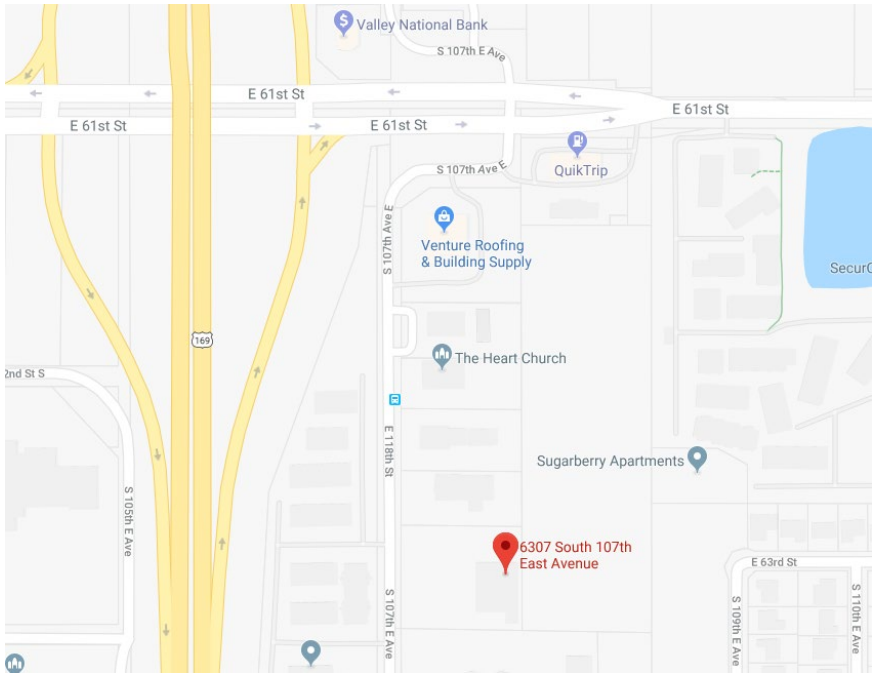 Valley National Bank
S 107th E Ave
E 61st St
E 61st St
E 61st St
E 61st St
S 107th Ave E
QuikTrip
S 107th Ave E
Venture Roofing
& Building Supply
SecurC
169
The Heart Church
2nd St S
E 118th St
Sugarberry Apartments
S 105th E Ave
6307 South 107th
East Avenue
E 63rd St
S 107th E Ave
S 109th E Ave
S 110th E Ave